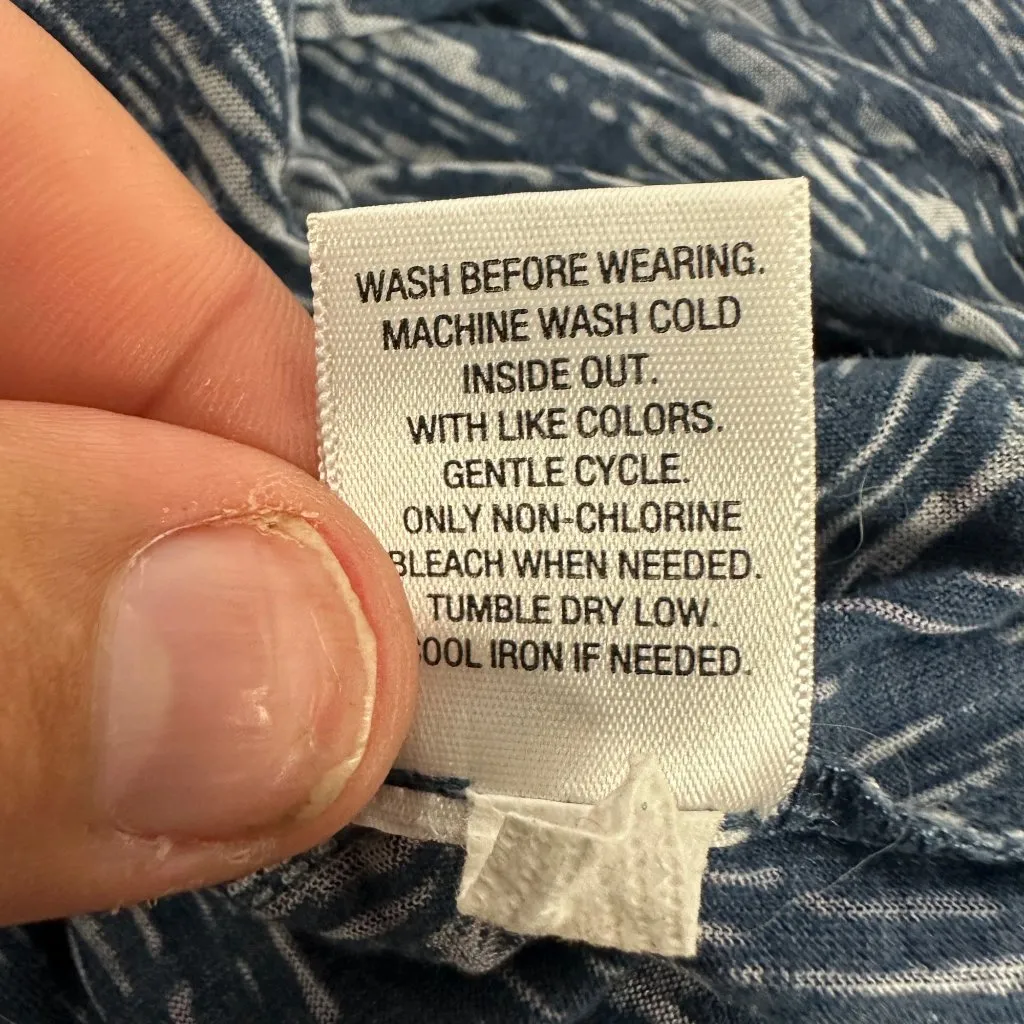 WASH BEFORE WEARING.
MACHINE WASH COLD
INSIDE OUT.
WITH LIKE COLORS.
GENTLE CYCLE.
ONLY NON-CHLORINE
BLEACH WHEN NEEDED.
TUMBLE DRY LOW.
COOL IRON IF NEEDED.